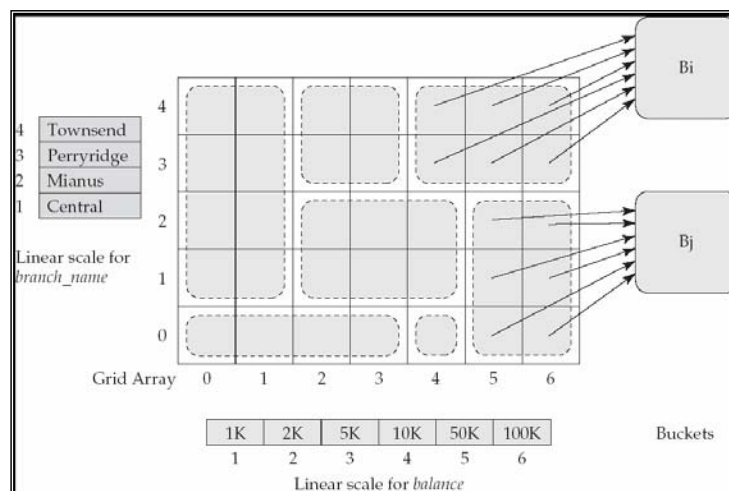 Bi
4
3
2
1
0
4 Townsend
3 Perryridge
2 Mianus
1 Central
Linear scale for
branch_name
Bj
Grid Array 0 1 2 3 4 5 6
1K 2K 5K 10K 50K 100K
1 2 3 4 5 6
Linear scale for balance
Buckets